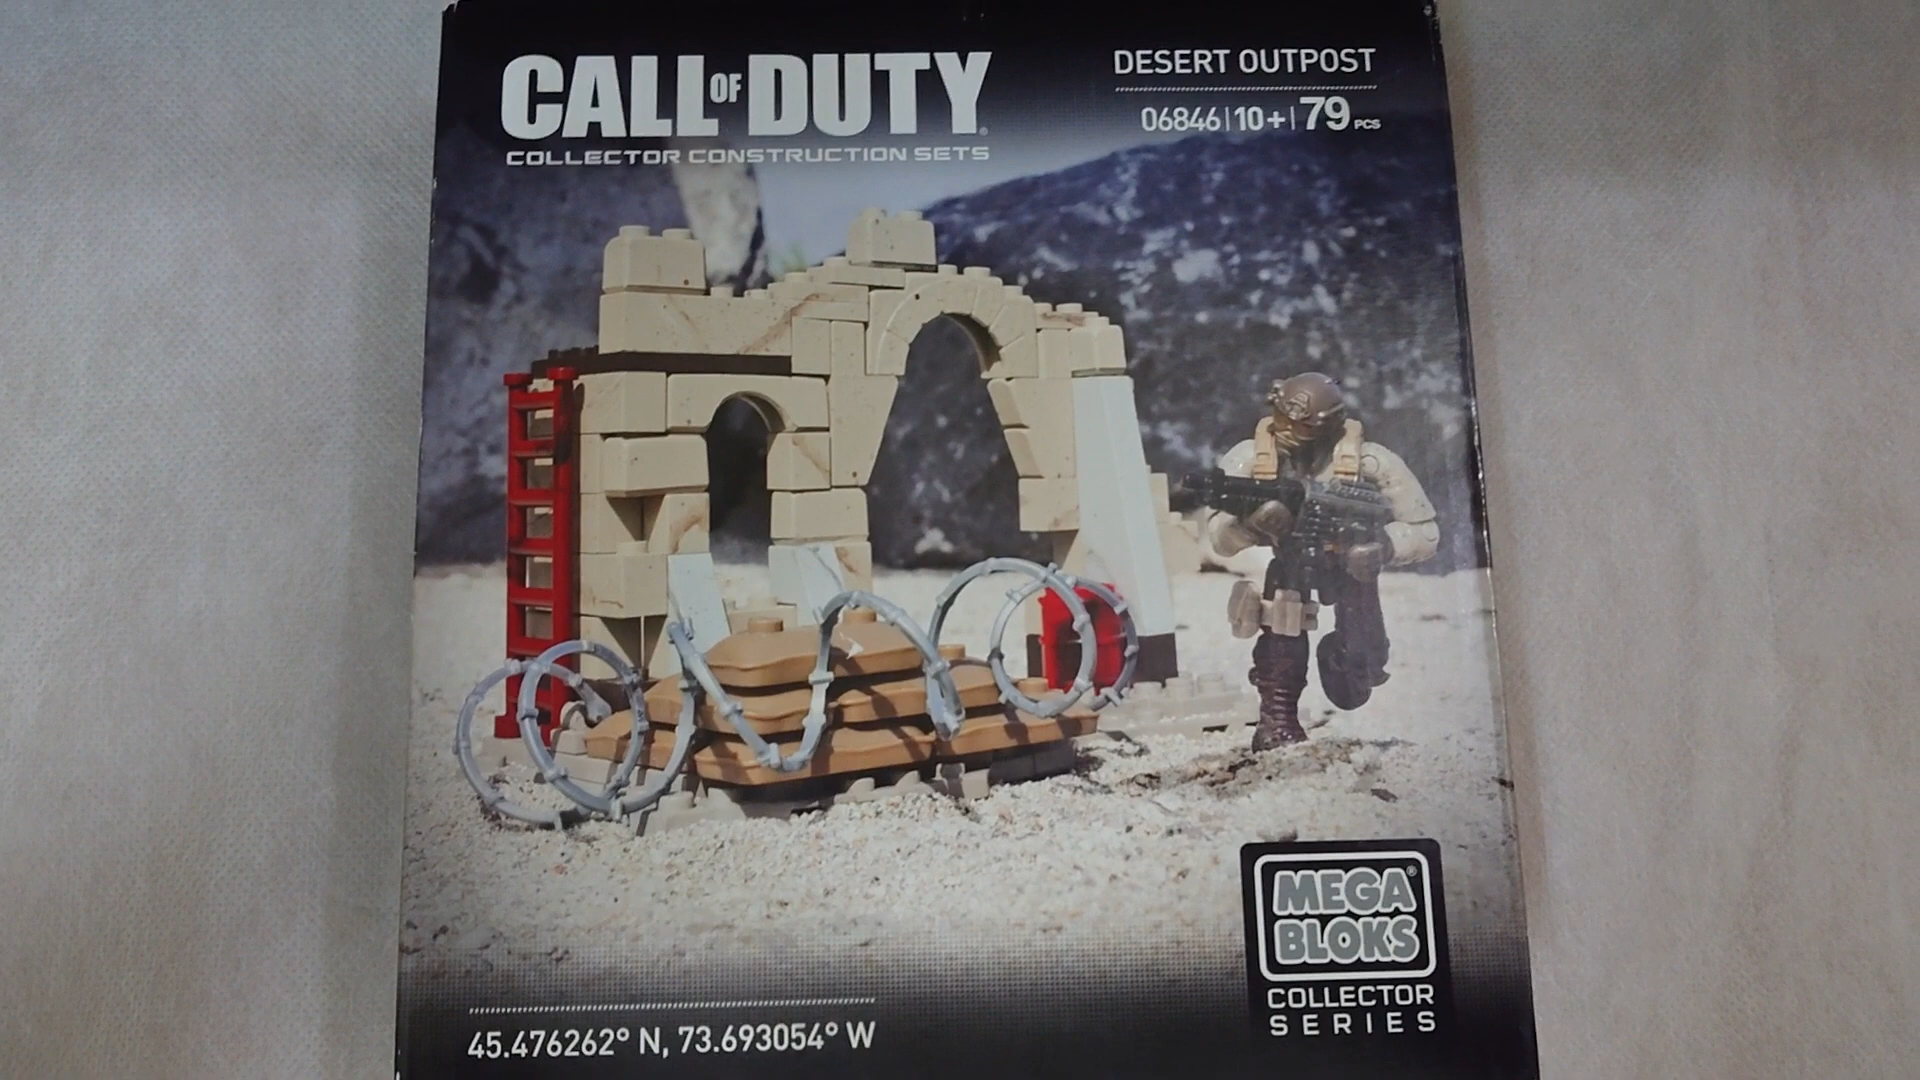 CALL OF DUTY®
COLLECTOR CONSTRUCTION SETS
DESERT OUTPOST
06846|10+|79 PCS
MEGA®
BLOKS
COLLECTOR
SERIES
45.476262° N, 73.693054° W